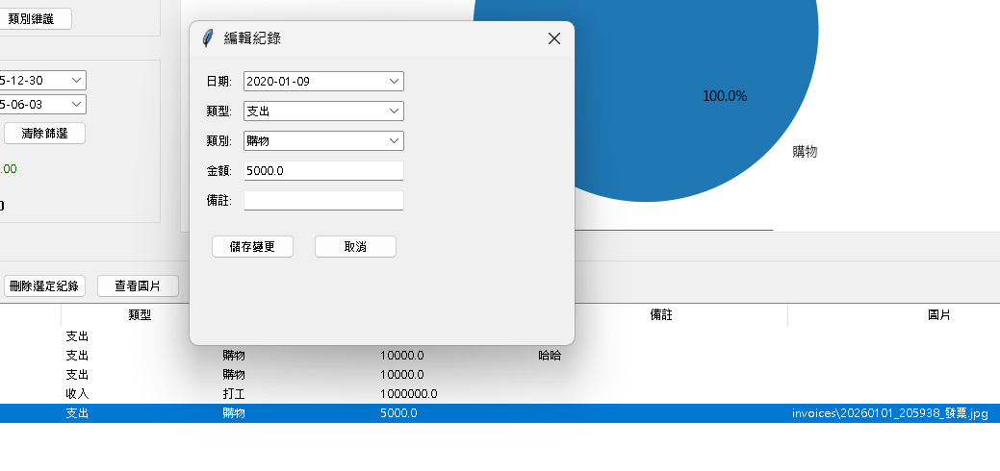 類別維護
編輯紀錄
5-12-30
日期: 2020-01-09
5-06-03
類型: 支出
100.0%
清除篩選
類別: 購物
購物
.00
金額: 5000.0
備註:
儲存變更 取消
刪除選定紀錄 查看圖片
類型 備註 圖片
支出
支出 購物 10000.0 哈哈
支出 購物 10000.0
收入 打工 1000000.0
支出 購物 5000.0 invoices\20260101_205938_發票.jpg